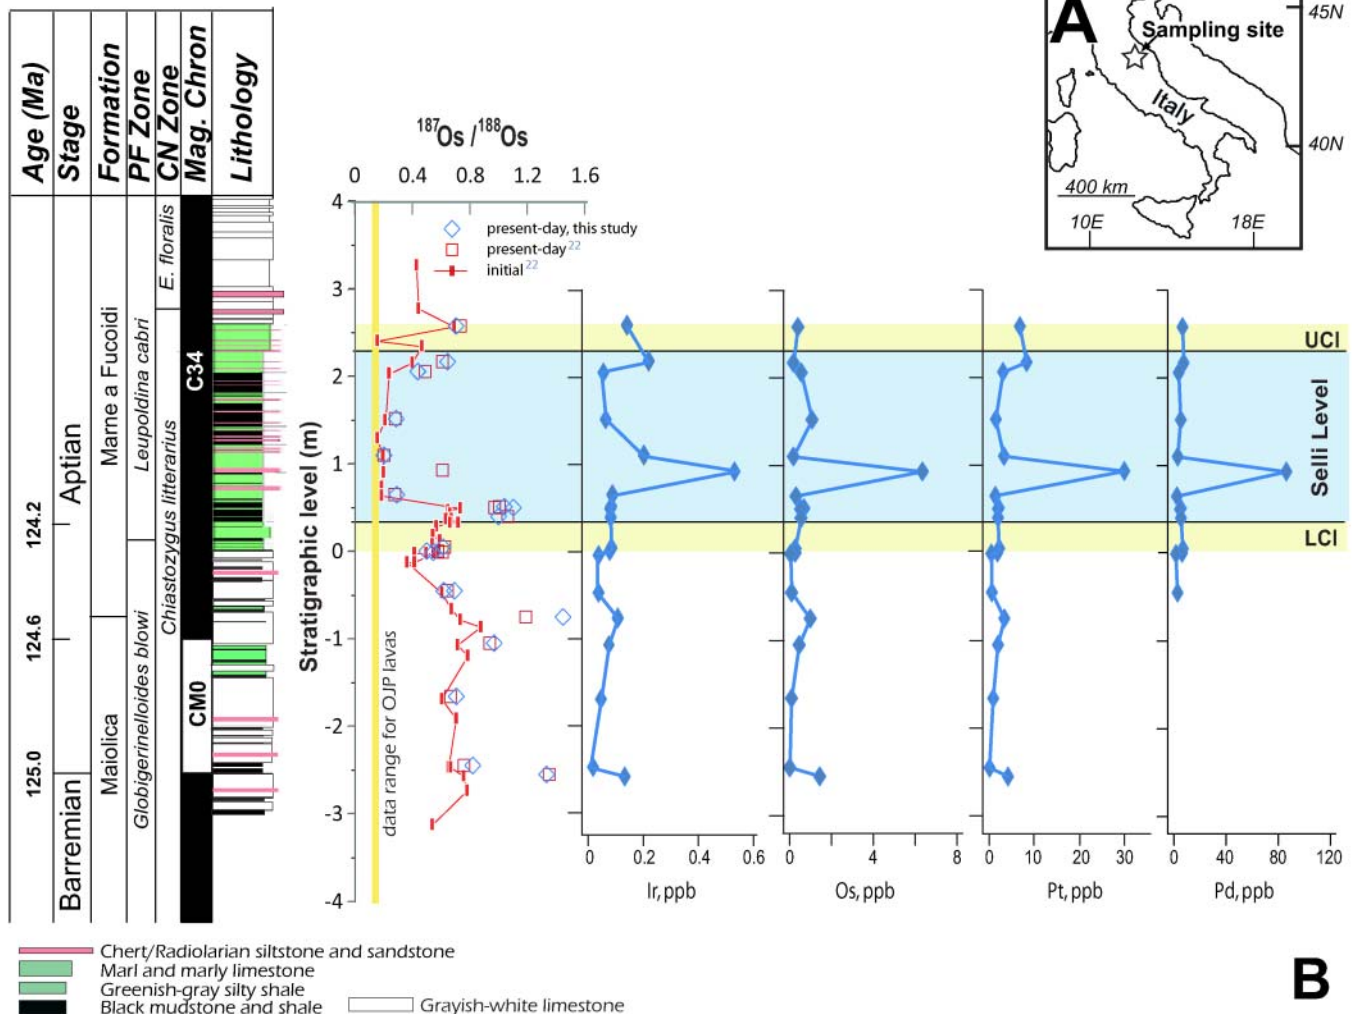 Age (Ma)
Stage
Formation
PF Zone
CN Zone
Mag. Chron
Lithology
124.2
124.6
125.0
Aptian
Barremian
Marne a Fucoidi
Maiolica
Leupoldina cabri
Globigerinelloides blowi
E. floralis
Chiastozygus litterarius
C34
CM0
187Os /188Os
0 0.4 0.8 1.2 1.6
present-day, this study
present-day 22
initial 22
4
3
2
1
0
-1
-2
-3
-4
Stratigraphic level (m)
data range for OJP lavas
0 0.2 0.4 0.6
Ir, ppb
0 4 8
Os, ppb
0 10 20 30
Pt, ppb
0 40 80 120
Pd, ppb
UCI
Selli Level
LCI
A
Sampling site
Italy
400 km
10E 18E
45N
40N
Chert/Radiolarian siltstone and sandstone
Marl and marly limestone
Greenish-gray silty shale
Black mudstone and shale
Grayish-white limestone
B